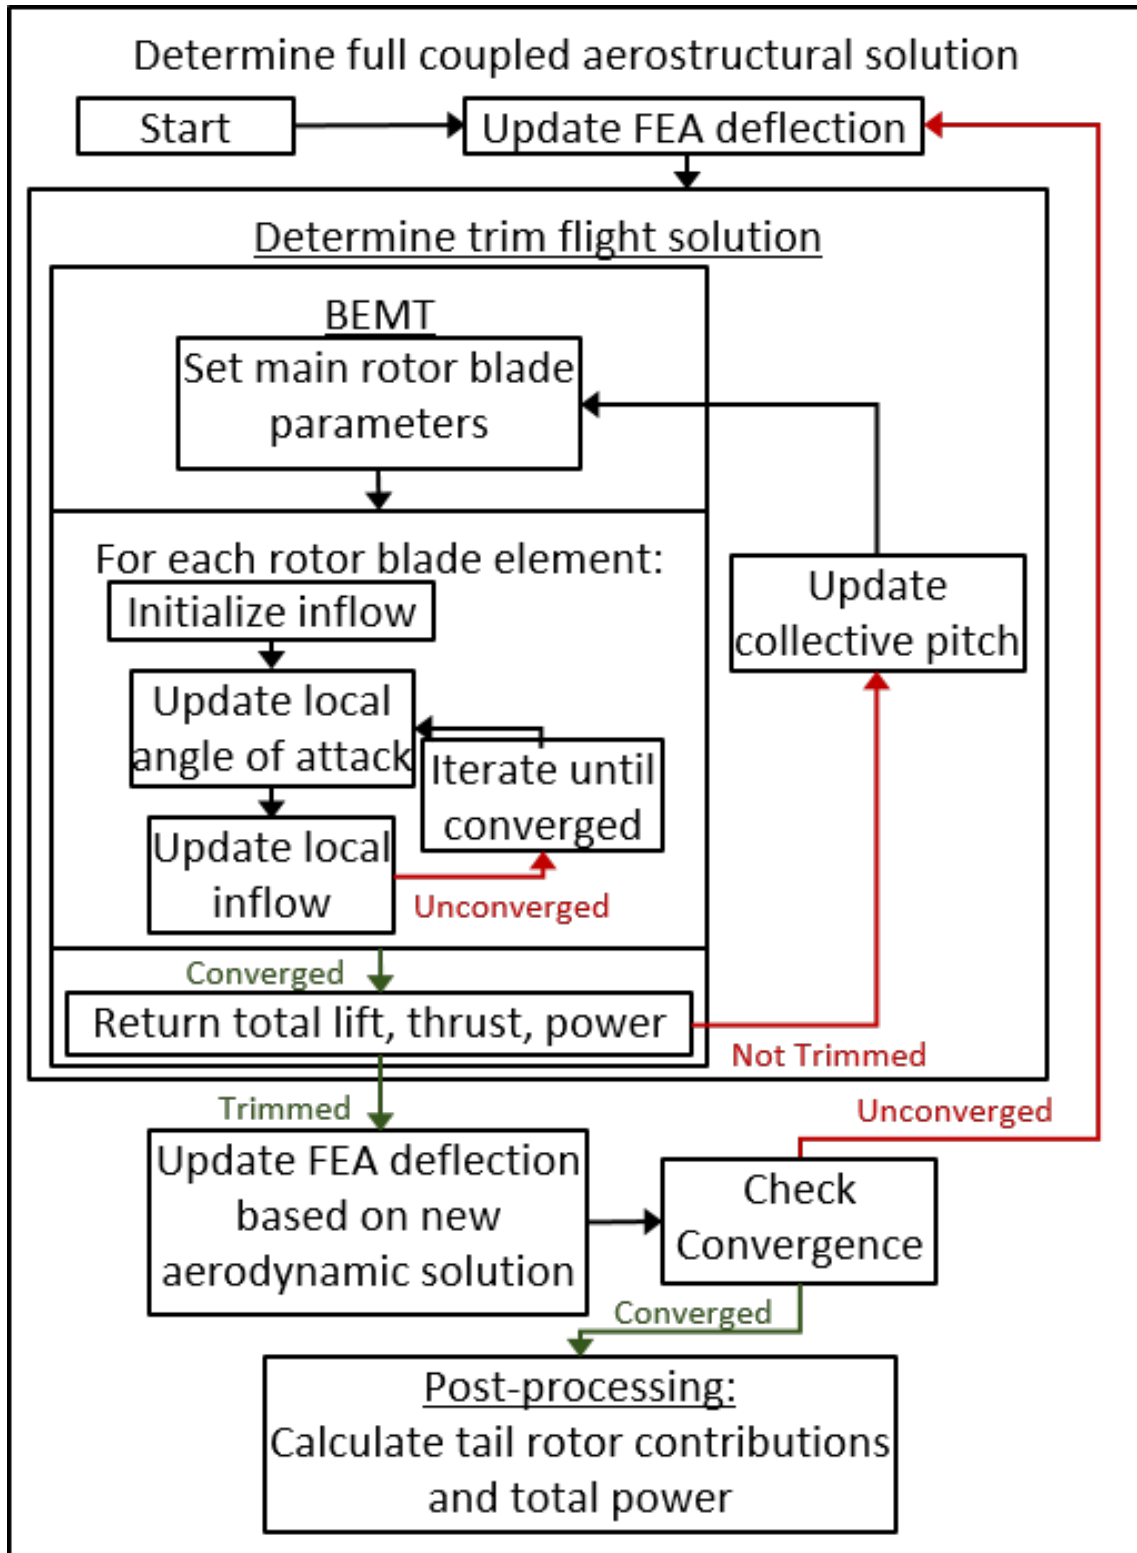 Determine full coupled aerostructural solution
Start
Update FEA deflection
Determine trim flight solution
BEMT
Set main rotor blade
parameters
For each rotor blade element:
Initialize inflow
Update local
angle of attack
Iterate until
converged
Update local
inflow
Unconverged
Update
collective pitch
Converged
Return total lift, thrust, power
Not Trimmed
Trimmed
Unconverged
Update FEA deflection
based on new
aerodynamic solution
Check
Convergence
Converged
Post-processing:
Calculate tail rotor contributions
and total power